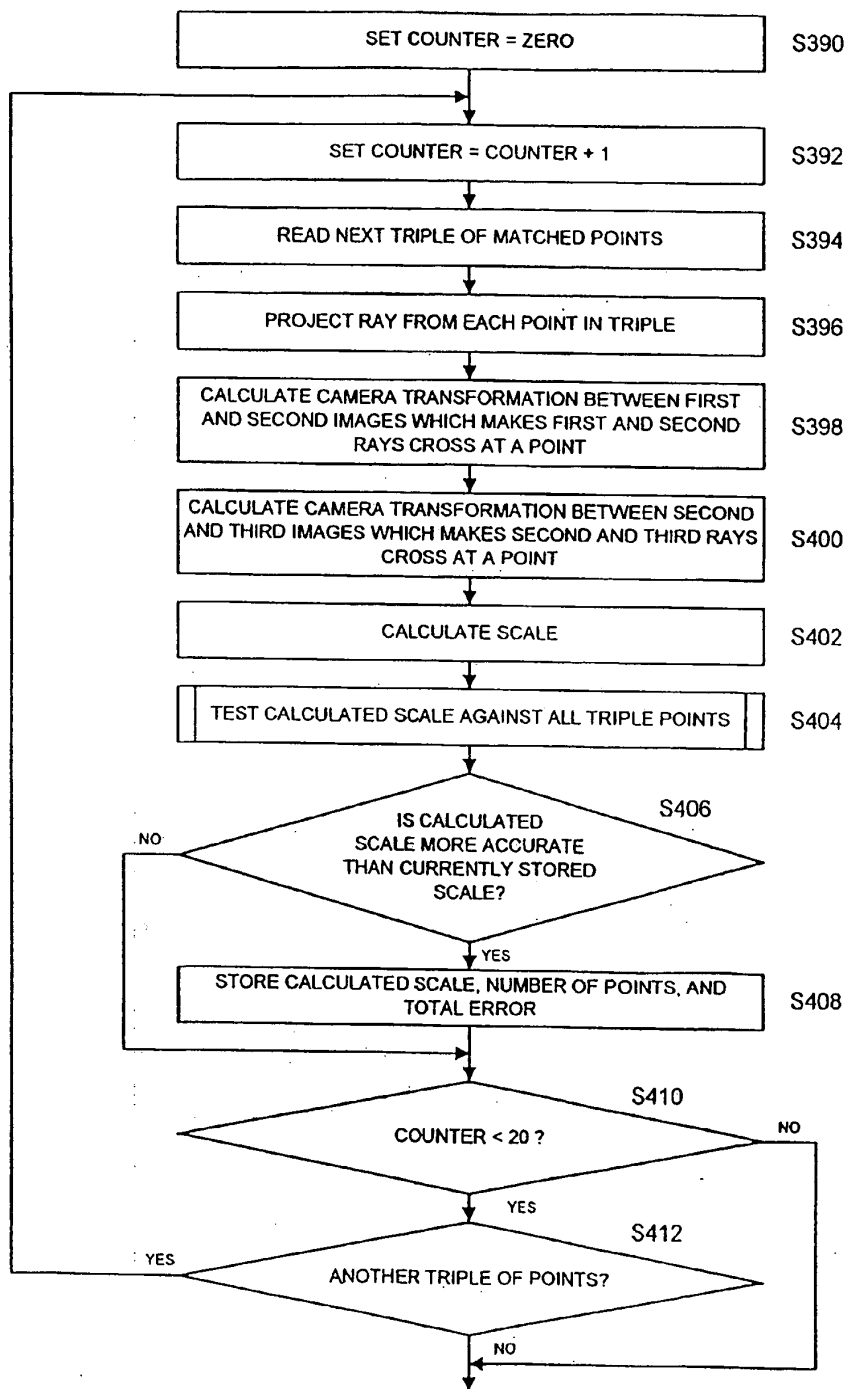 SET COUNTER = ZERO
S390
SET COUNTER = COUNTER + 1
S392
READ NEXT TRIPLE OF MATCHED POINTS
S394
PROJECT RAY FROM EACH POINT IN TRIPLE
S396
CALCULATE CAMERA TRANSFORMATION BETWEEN FIRST
AND SECOND IMAGES WHICH MAKES FIRST AND SECOND
RAYS CROSS AT A POINT
S398
CALCULATE CAMERA TRANSFORMATION BETWEEN SECOND
AND THIRD IMAGES WHICH MAKES SECOND AND THIRD RAYS
CROSS AT A POINT
S400
CALCULATE SCALE
S402
TEST CALCULATED SCALE AGAINST ALL TRIPLE POINTS
S404
S406
NO
IS CALCULATED
SCALE MORE ACCURATE
THAN CURRENTLY STORED
SCALE?
YES
STORE CALCULATED SCALE, NUMBER OF POINTS, AND
TOTAL ERROR
S408
S410
COUNTER < 20 ?
NO
YES
S412
YES
ANOTHER TRIPLE OF POINTS?
NO